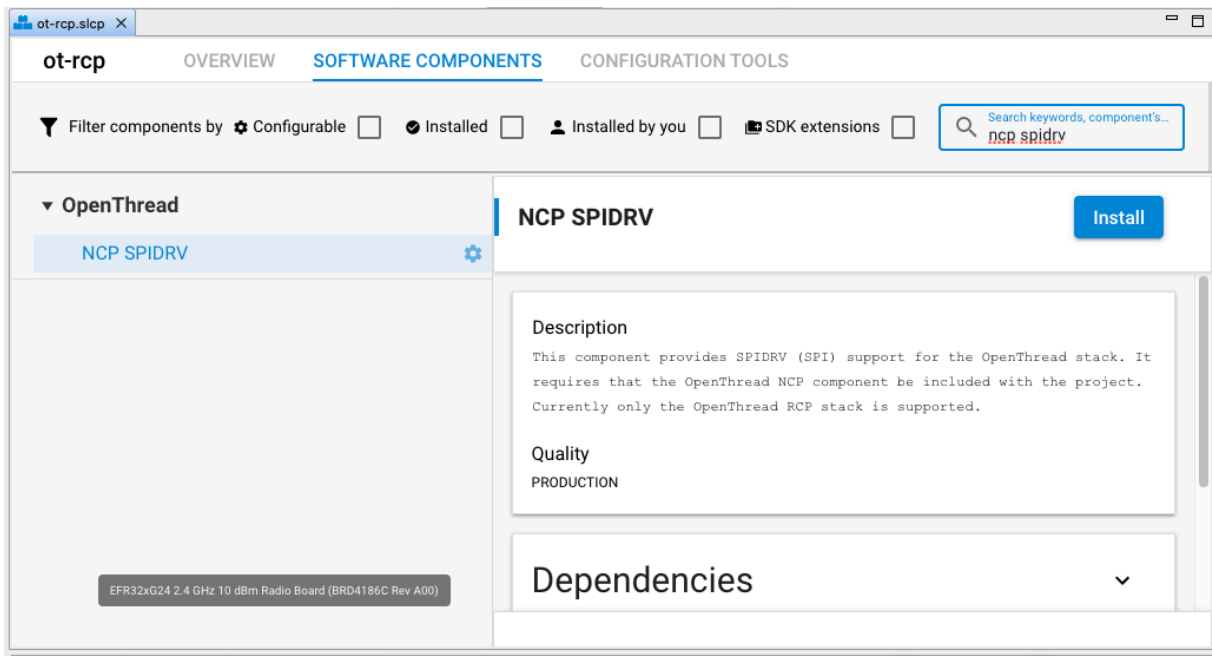 ot-rcp.slcp
ot-rcp OVERVIEW SOFTWARE COMPONENTS CONFIGURATION TOOLS
Filter components by Configurable Installed Installed by you SDK extensions
Search keywords, component's...
ncp spidrv
OpenThread
NCP SPIDRV
NCP SPIDRV
Install
Description
This component provides SPIDRV (SPI) support for the OpenThread stack. It
requires that the OpenThread NCP component be included with the project.
Currently only the OpenThread RCP stack is supported.
Quality
PRODUCTION
Dependencies
EFR32xG24 2.4 GHz 10 dBm Radio Board (BRD4186C Rev A00)